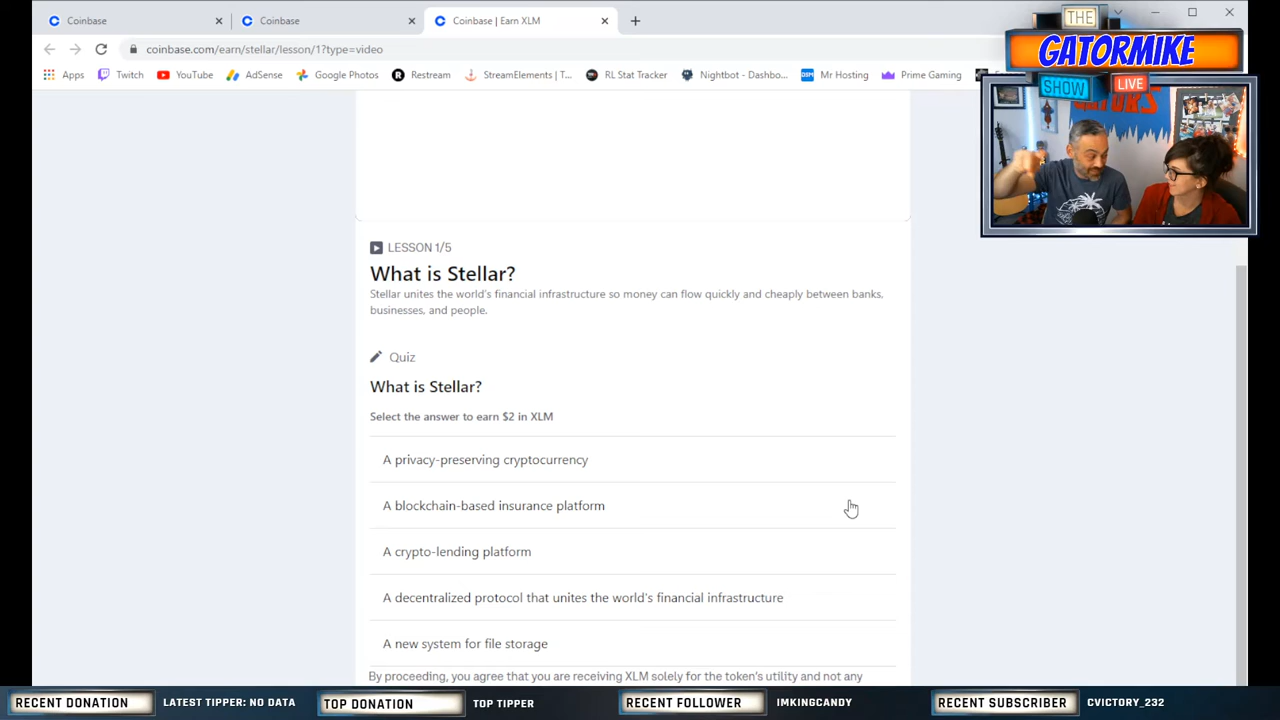 Coinbase
Coinbase
Coinbase | Earn XLM
coinbase.com/earn/stellar/lesson/1?type=video
Apps
Twitch
YouTube
AdSense
Google Photos
Restream
StreamElements | T...
RL Stat Tracker
Nightbot - Dashbo...
Mr Hosting
Prime Gaming
THE
GATORMIKE
SHOW
LIVE
LESSON 1/5
What is Stellar?
Stellar unites the world's financial infrastructure so money can flow quickly and cheaply between banks,
businesses, and people.
Quiz
What is Stellar?
Select the answer to earn $2 in XLM
A privacy-preserving cryptocurrency
A blockchain-based insurance platform
A crypto-lending platform
A decentralized protocol that unites the world's financial infrastructure
A new system for file storage
By proceeding, you agree that you are receiving XLM solely for the token's utility and not any
RECENT DONATION
LATEST TIPPER: NO DATA
TOP DONATION
TOP TIPPER
RECENT FOLLOWER
IMKINGCANDY
RECENT SUBSCRIBER
CVICTORY_232